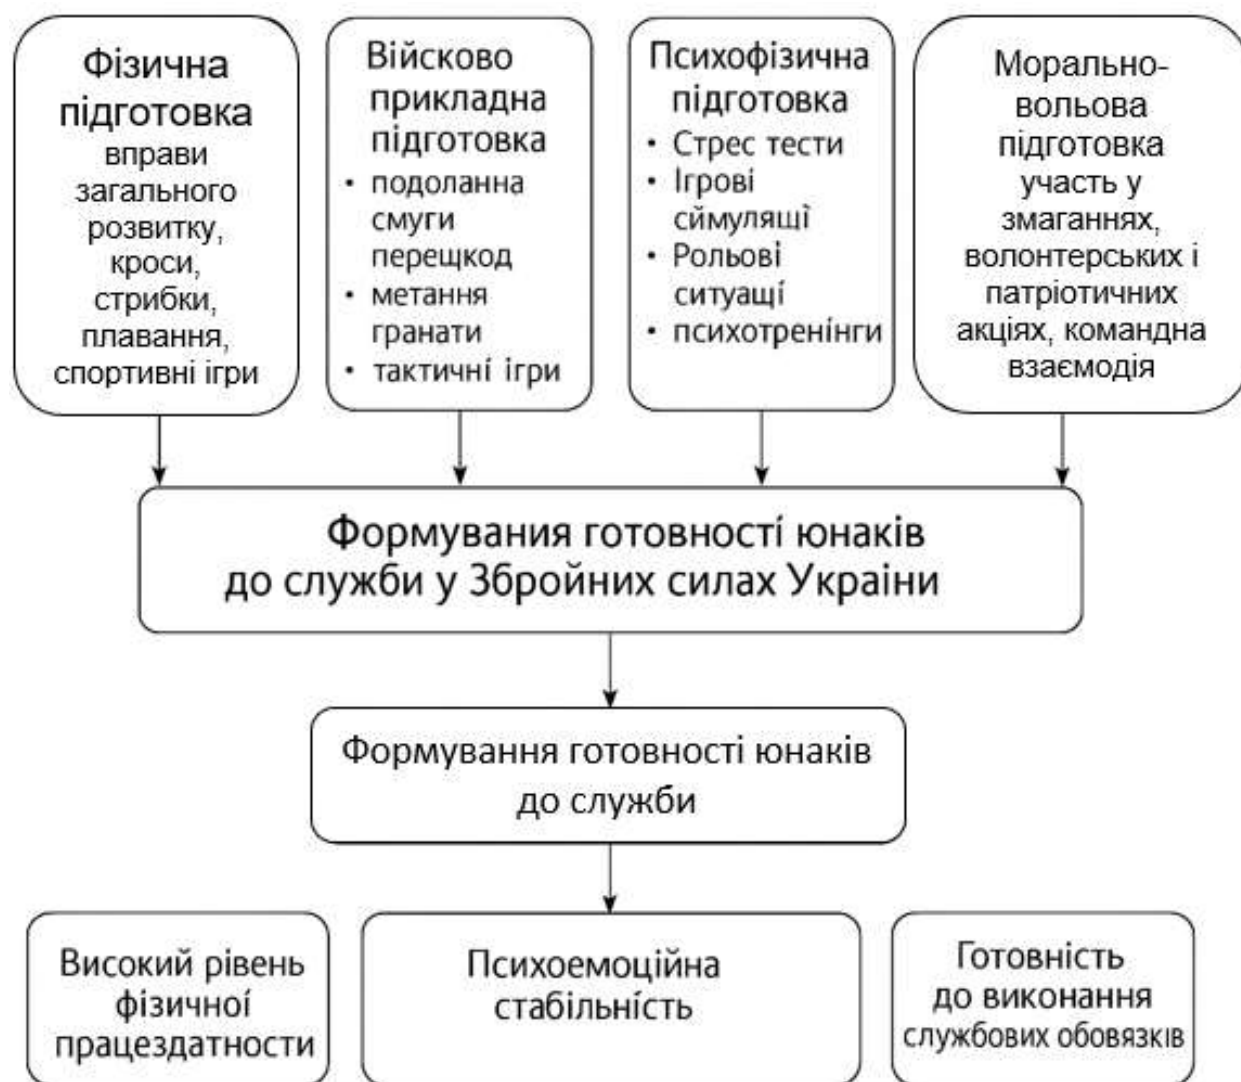 Фізична
підготовка
вправи
загального
розвитку,
кроси,
стрибки,
плавання,
спортивні ігри
Військово
прикладна
підготовка
• подоланна
смуги
перещкод
• метання
гранати
• тактичні ігри
Психофізична
підготовка
• Стрес тести
• Ігрові
сймуляції
• Рольові
ситуації
• психотренінги
Морально-
вольова
підготовка
участь у
змаганнях,
волонтерських і
патріотичних
акціях, командна
взаємодія
Формувания готовності юнаків
до служби у Збройних силах Украіни
Формування готовності юнаків
до служби
Високий рівень
фізичної
працездатности
Психоемоційна
стабільність
Готовність
до виконання
службових обовязків